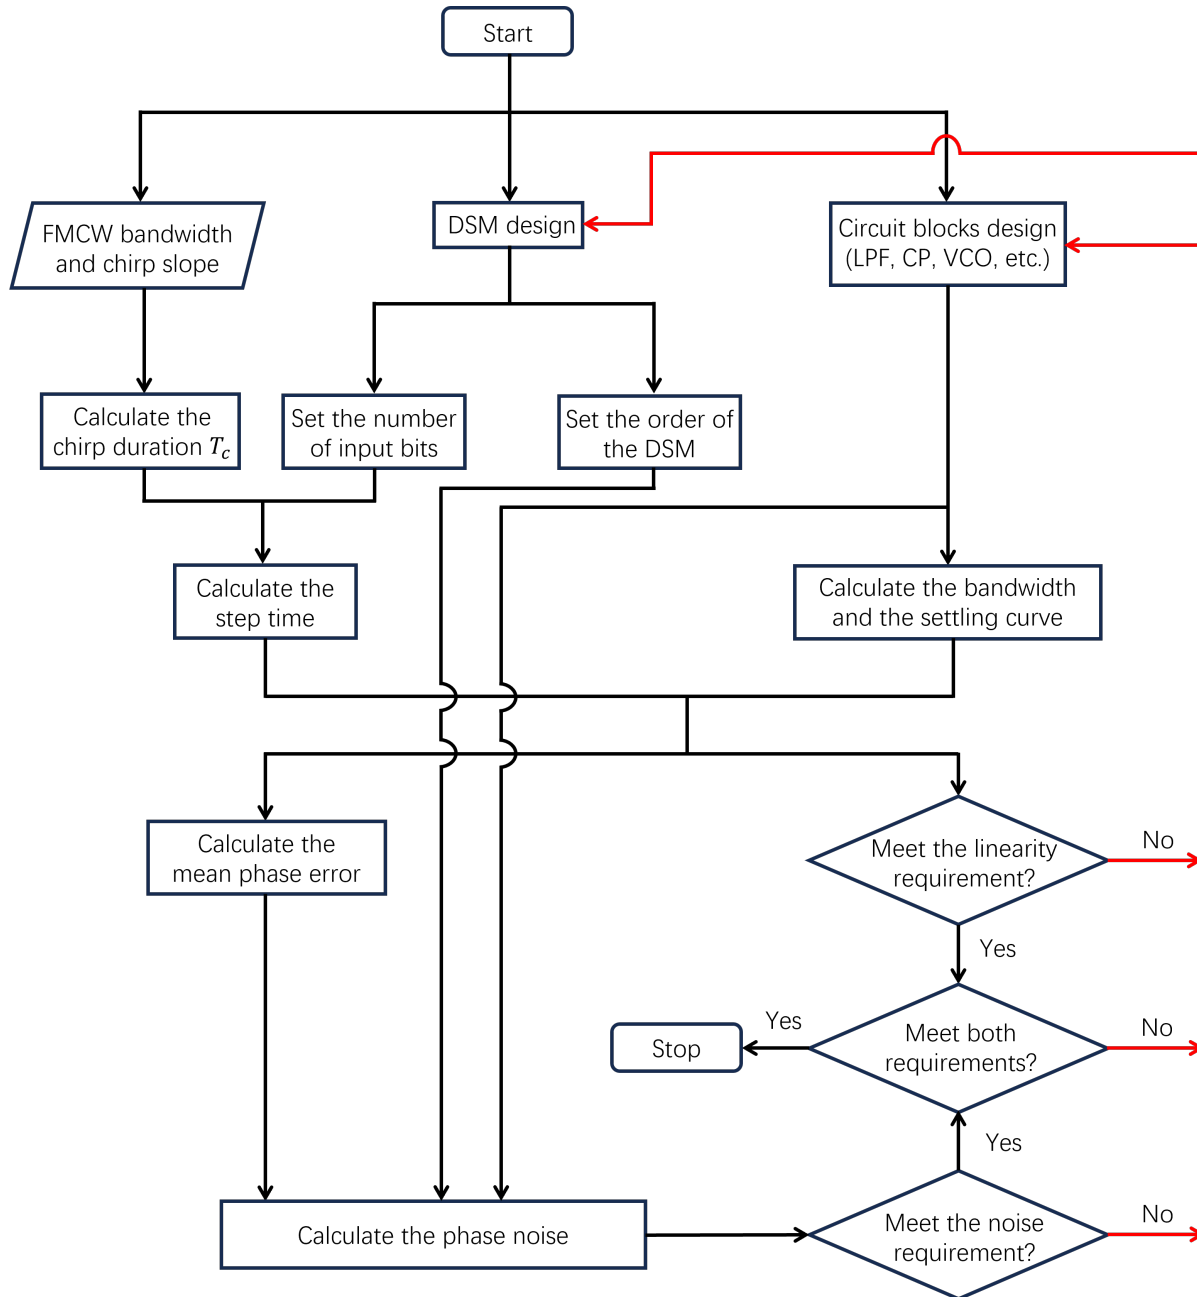 Start
FMCW bandwidth
and chirp slope
DSM design
Circuit blocks design
(LPF, CP, VCO, etc.)
Calculate the
chirp duration T_c
Set the number
of input bits
Set the order of
the DSM
Calculate the
step time
Calculate the bandwidth
and the settling curve
Calculate the
mean phase error
Meet the linearity
requirement?
No
Yes
Stop
Yes
Meet both
requirements?
No
Yes
Calculate the phase noise
Meet the noise
requirement?
No